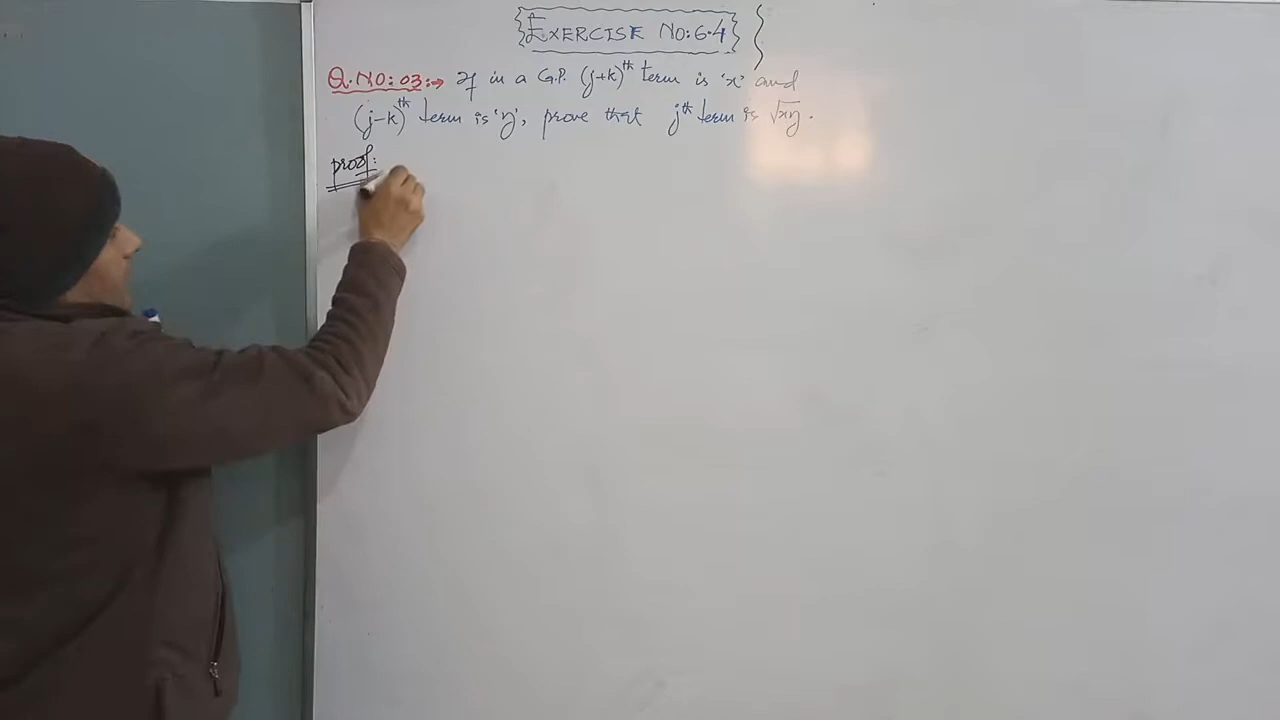 EXERCISE NO:6.4
Q.NO:03:→ If in a G.P. (j+k)ᵗʰ term is 'x' and
(j-k)ᵗʰ term is 'y', prove that jᵗʰ term is √xy.
proof: